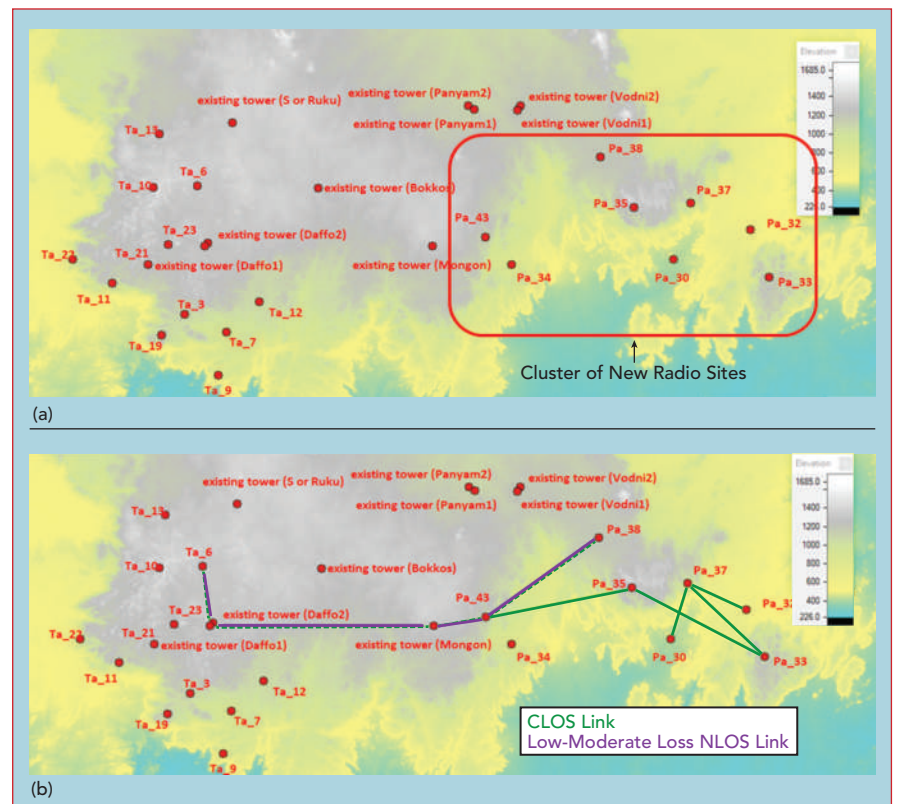 Elevation
1685.0
1400
1200
1000
800
600
400
226.0
existing tower (Panyam2)
existing tower (Vodni2)
existing tower (S or Ruku)
existing tower (Panyam1)
existing tower (Vodni1)
Ta_13
Pa_38
Ta_10
Ta_6
existing tower (Bokkos)
Pa_35
Pa_37
Pa_43
Pa_32
Ta_23
existing tower (Daffo2)
Ta_22
Ta_21
existing tower (Daffo1)
existing tower (Mongon)
Pa_34
Pa_30
Pa_33
Ta_11
Ta_3
Ta_12
Ta_19
Ta_7
Ta_9
Cluster of New Radio Sites
(a)
Elevation
1685.0
1400
1200
1000
800
600
400
226.0
existing tower (Panyam2)
existing tower (Vodni2)
existing tower (S or Ruku)
existing tower (Panyam1)
existing tower (Vodni1)
Ta_13
Pa_38
Ta_6
Ta_10
existing tower (Bokkos)
Pa_37
Pa_35
Pa_43
Pa_32
Ta_23
existing tower (Daffo2)
Ta_22
Ta_21
existing tower (Daffo1)
existing tower (Mongon)
Pa_34
Pa_30
Pa_33
Ta_11
Ta_3
Ta_12
Ta_19
Ta_7
Ta_9
CLOS Link
Low-Moderate Loss NLOS Link
(b)